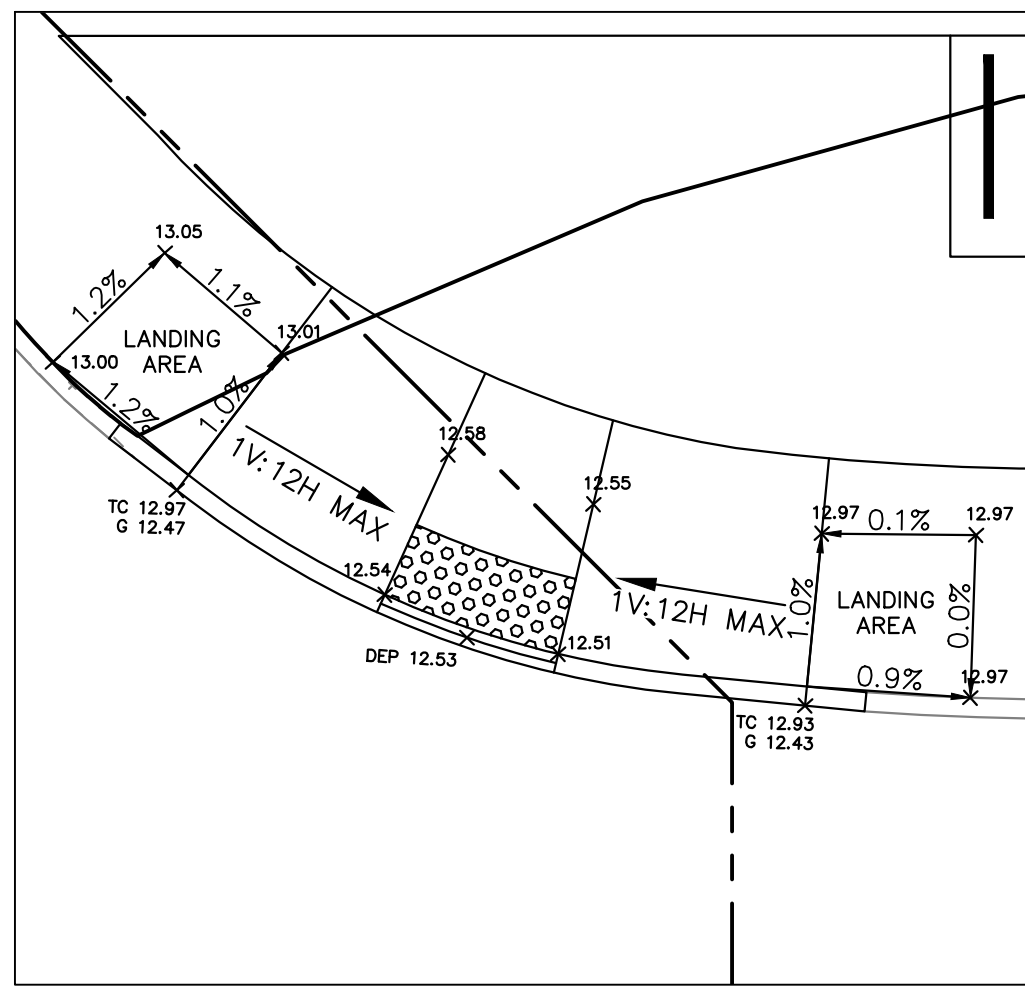 13.05
1.2%
1.1%
LANDING
AREA
13.01
13.00
1.2%
1.0%
TC 12.97
G 12.47
1V:12H MAX
12.58
12.55
12.54
DEP 12.53
12.51
1V:12H MAX
12.97
0.1%
12.97
1.0%
LANDING
AREA
0.0%
0.9%
12.97
TC 12.93
G 12.43